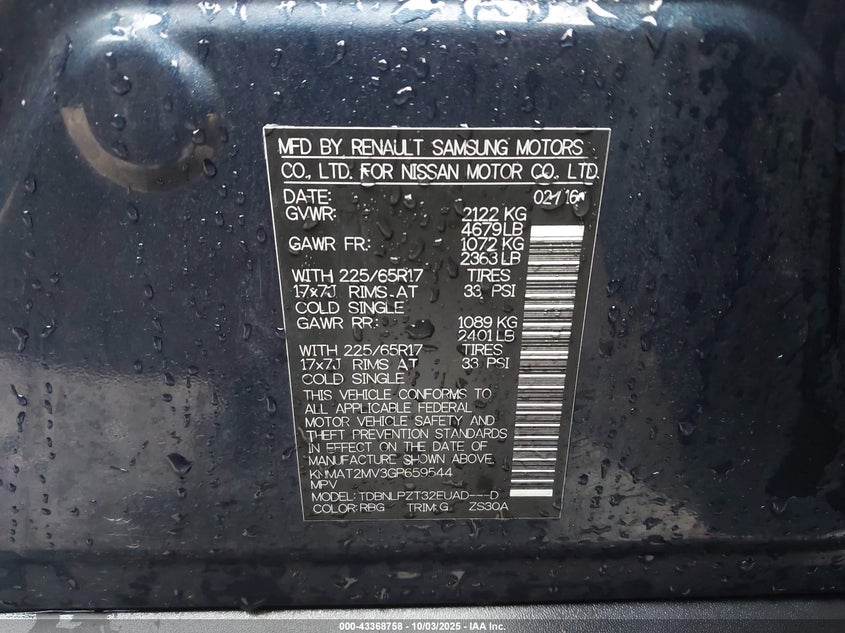 MFD BY RENAULT SAMSUNG MOTORS
CO., LTD. FOR NISSAN MOTOR CO., LTD.
DATE: 02/16
GVWR: 2122 KG
4679 LB
GAWR FR.: 1072 KG
2363 LB
WITH 225/65R17 TIRES
17x7J RIMS AT 33 PSI
COLD SINGLE
GAWR RR: 1089 KG
2401 LB
WITH 225/65R17 TIRES
17x7J RIMS AT 33 PSI
COLD SINGLE
THIS VEHICLE CONFORMS TO
ALL APPLICABLE FEDERAL
MOTOR VEHICLE SAFETY AND
THEFT PREVENTION STANDARDS
IN EFFECT ON THE DATE OF
MANUFACTURE SHOWN ABOVE.
KNMAT2MV3GP659544
MPV
MODEL: TDBNLPZT32EUAD---D
COLOR: RBG TRIM: G ZS30A
000-43368758 - 10/03/2025 - IAA Inc.